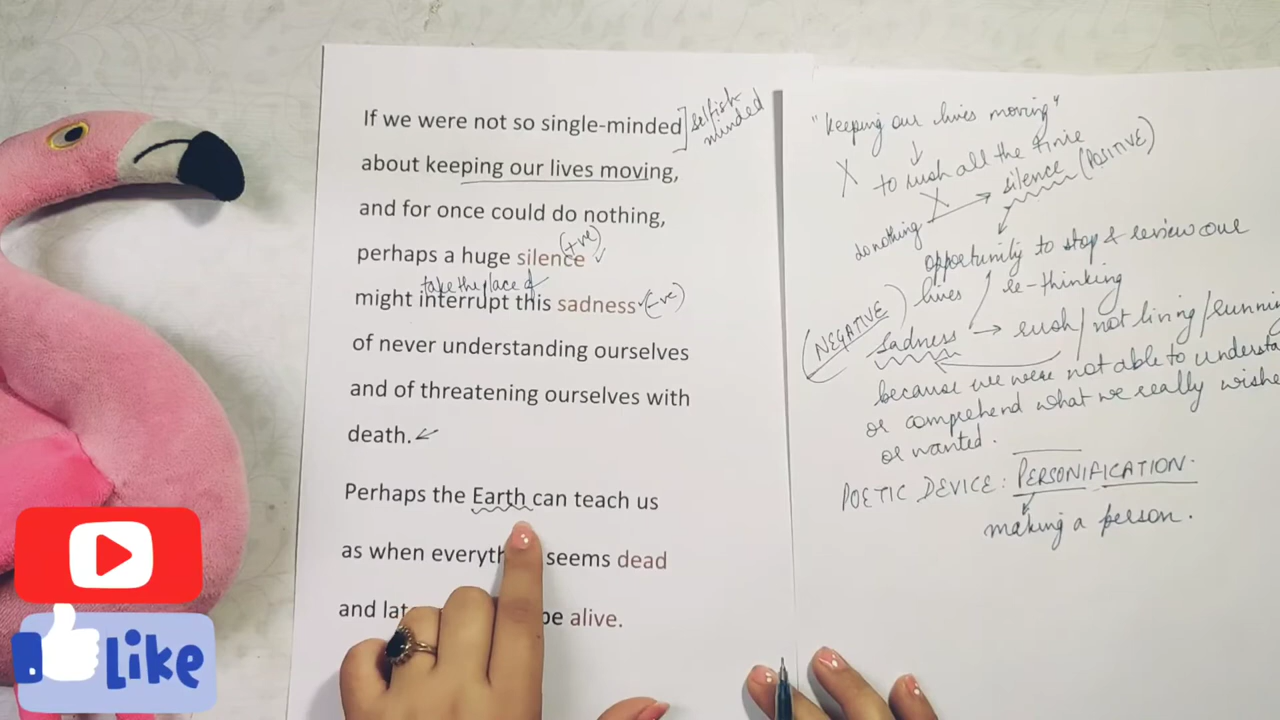 If we were not so single-minded
about keeping our lives moving,
and for once could do nothing,
perhaps a huge silence
might interrupt this sadness
of never understanding ourselves
and of threatening ourselves with
death.
Perhaps the Earth can teach us
as when seems dead
and be alive.
selfish
minded
(+ve)
take the place of
(-ve)
"keeping our lives moving"
X to rush all the time
X
do nothing
silence (POSITIVE)
opportunity to stop & review our
lives re-thinking
(NEGATIVE)
Sadness → rush/not living/
because we were not able to
or comprehend what we really
or wanted.
POETIC DEVICE: PERSONIFICATION.
making a person.
Like